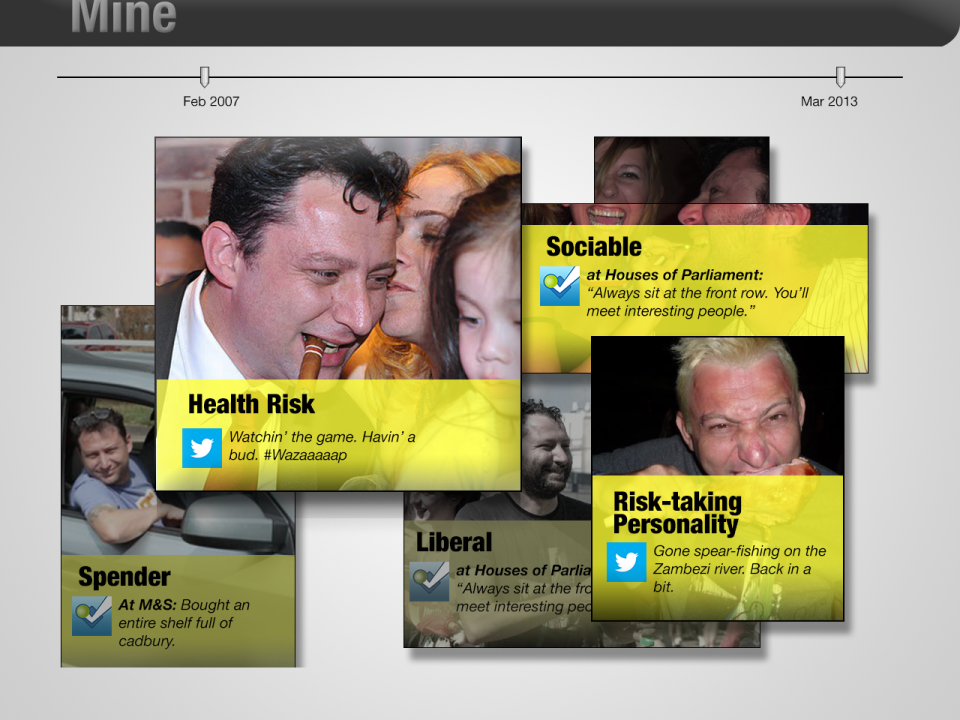 Mine
Feb 2007
Mar 2013
Sociable
at Houses of Parliament:
“Always sit at the front row. You’ll
meet interesting people.”
Health Risk
Watchin’ the game. Havin’ a
bud. #Wazaaaaap
Risk-taking
Personality
Gone spear-fishing on the
Zambezi river. Back in a
bit.
Liberal
at Houses of Parlia
“Always sit at the fro
meet interesting peo
Spender
At M&S: Bought an
entire shelf full of
cadbury.